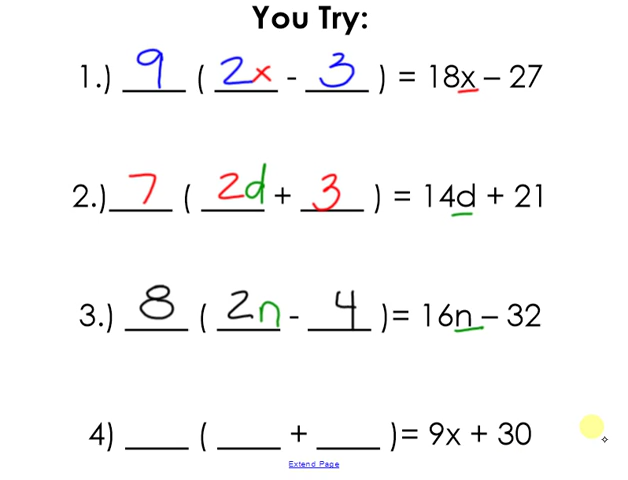 You Try:
1.) 9 ( 2x - 3 ) = 18x – 27
2.) 7 ( 2d + 3 ) = 14d + 21
3.) 8 ( 2n - 4 )= 16n – 32
4) ____ ( ____ + ____ )= 9x + 30
Extend Page